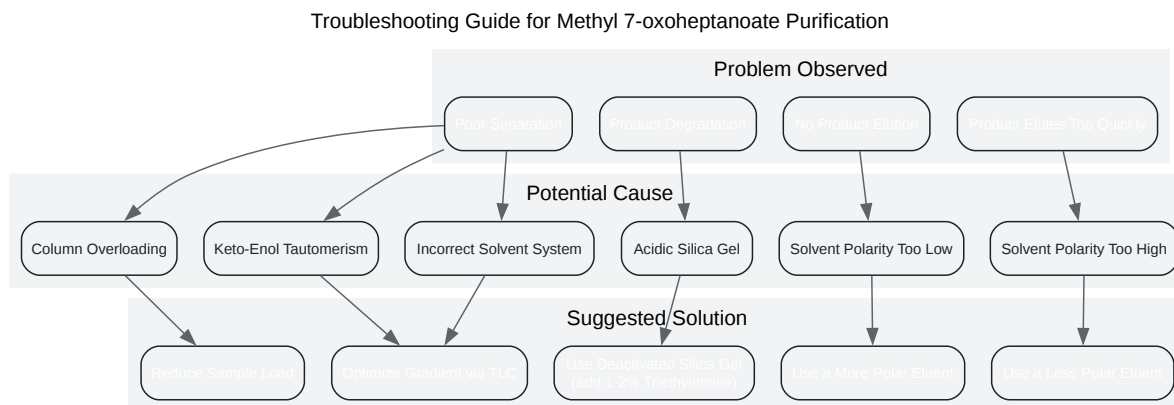 Troubleshooting Guide for Methyl 7-oxoheptanoate Purification
Problem Observed
Poor Separation
Product Degradation
No Product Elution
Product Elutes Too Quickly
Potential Cause
Column Overloading
Keto-Enol Tautomerism
Incorrect Solvent System
Acidic Silica Gel
Solvent Polarity Too Low
Solvent Polarity Too High
Suggested Solution
Reduce Sample Load
Optimize Gradient via TLC
Use Deactivated Silica Gel
(add 1-2% Triethylamine)
Use a More Polar Eluent
Use a Less Polar Eluent